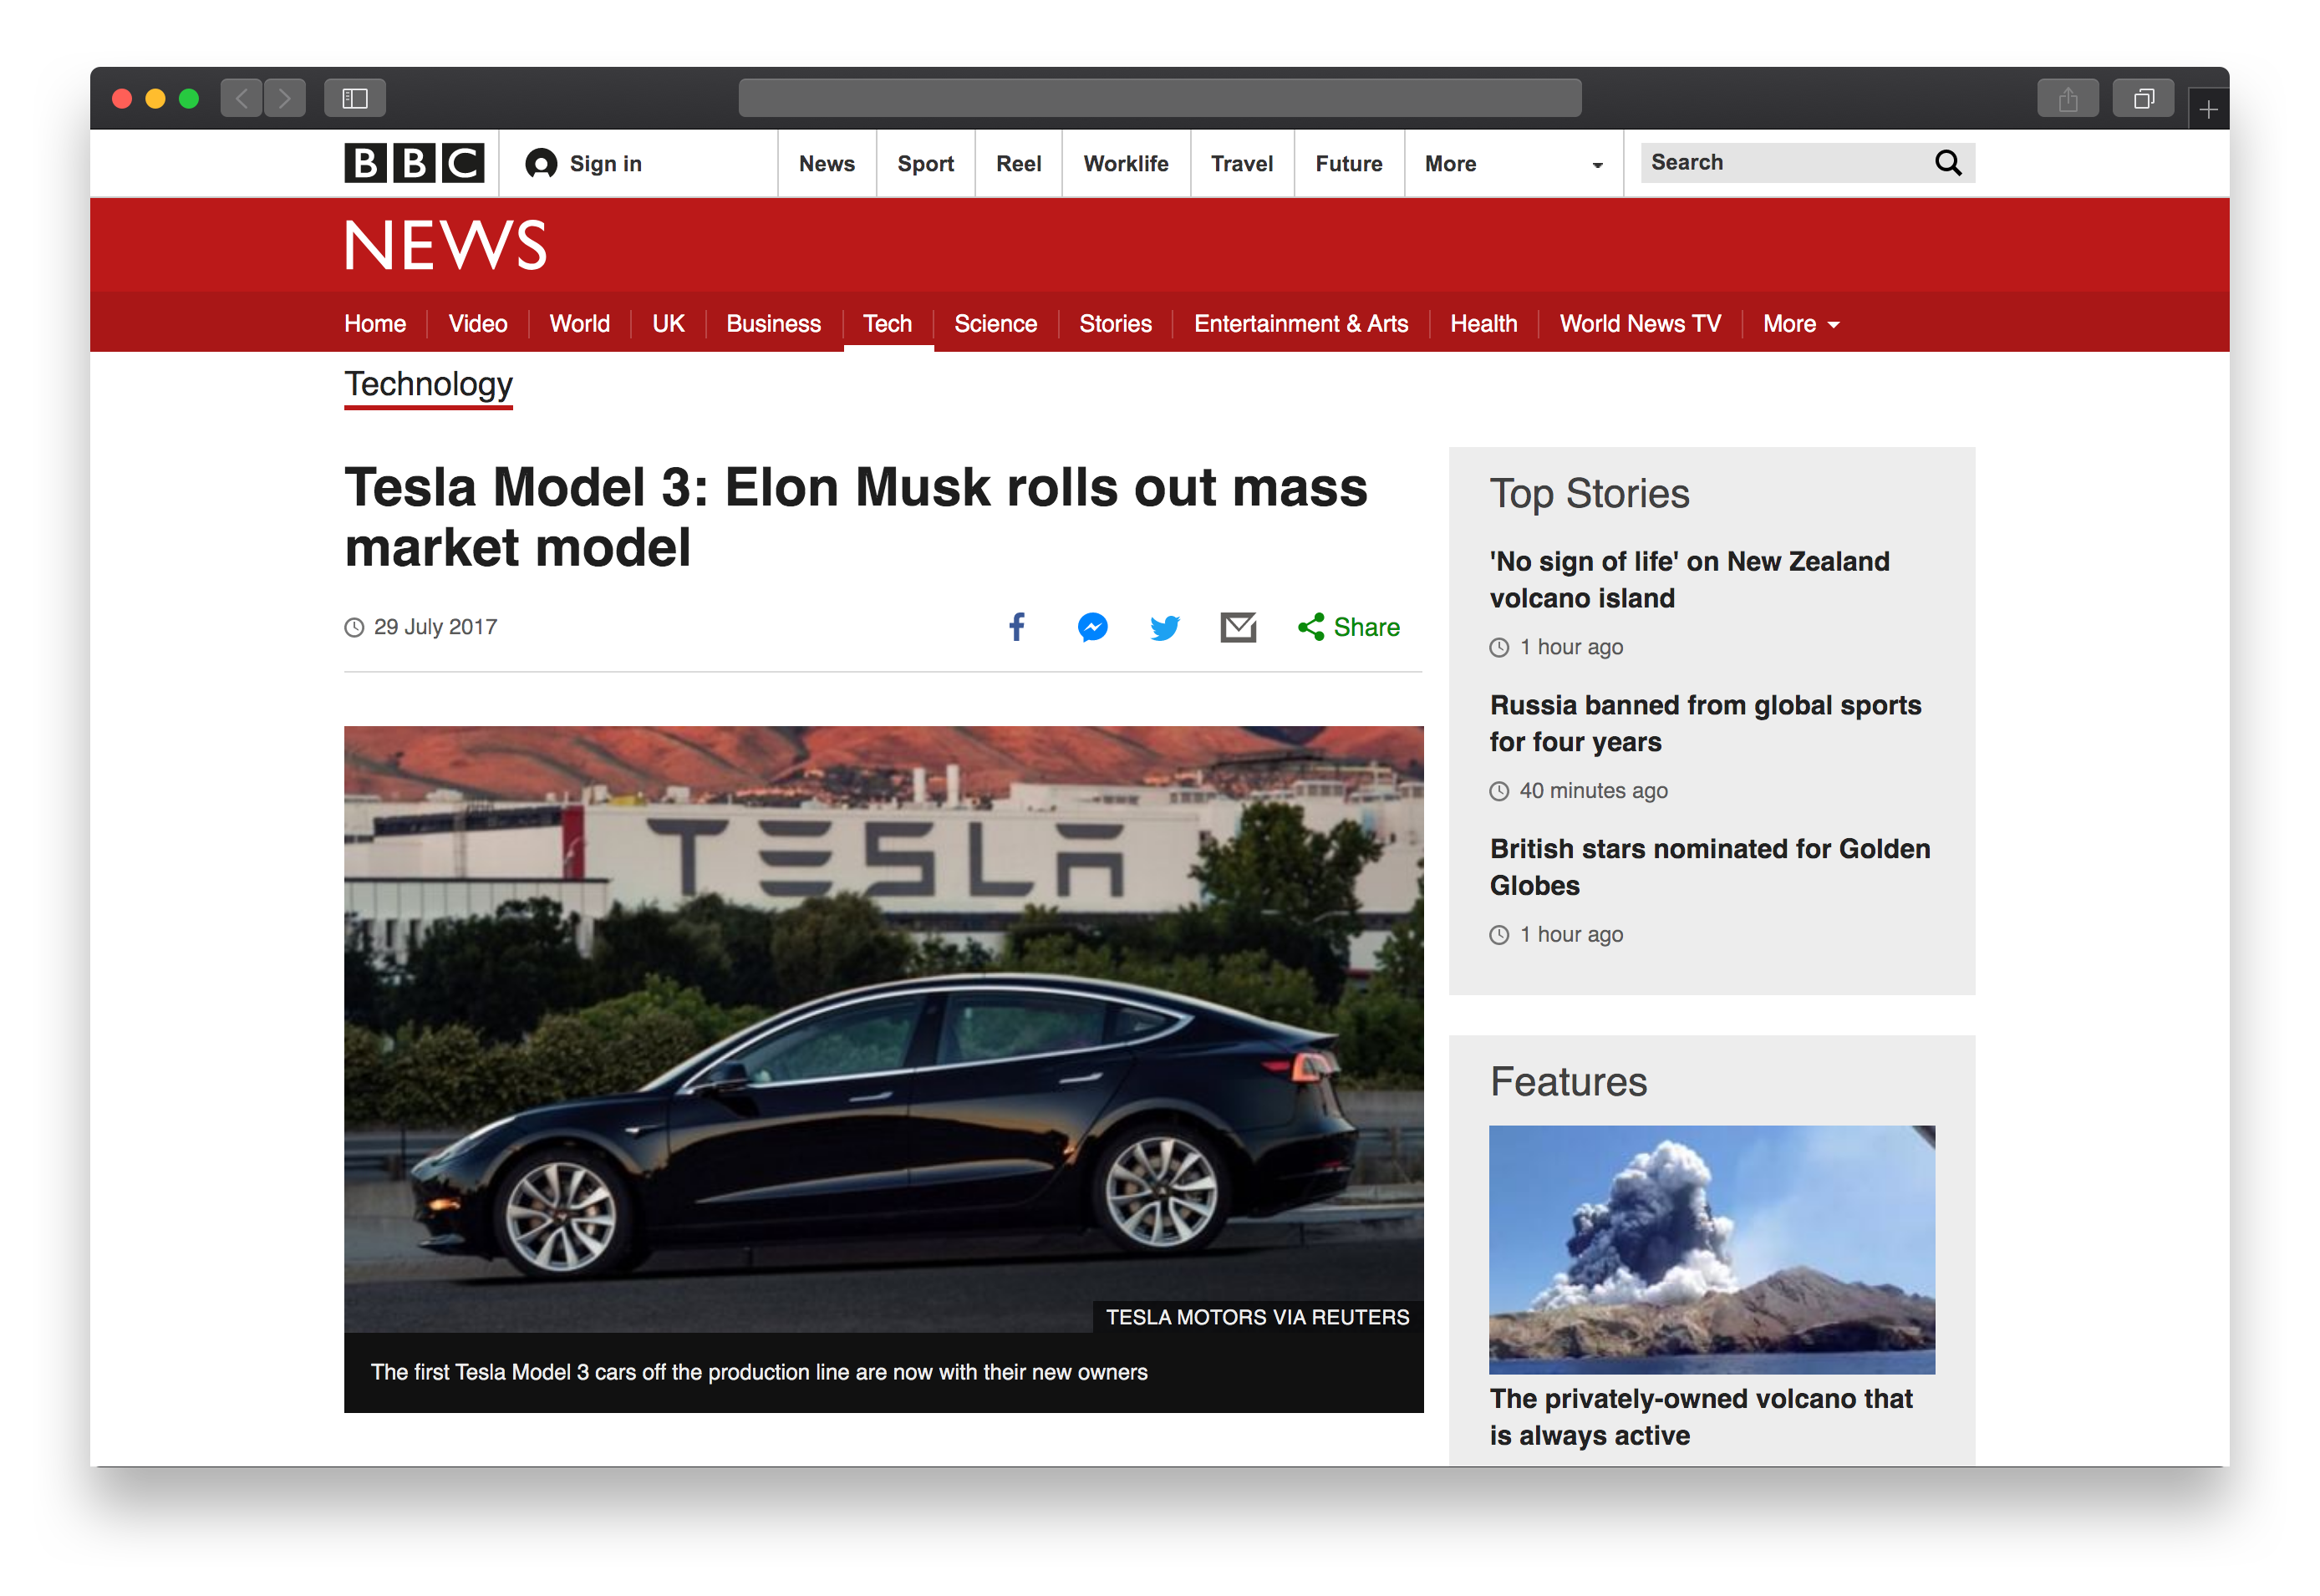 BBC
Sign in
News
Sport
Reel
Worklife
Travel
Future
More
Search
NEWS
Home
Video
World
UK
Business
Tech
Science
Stories
Entertainment & Arts
Health
World News TV
More
Technology
Tesla Model 3: Elon Musk rolls out mass
market model
29 July 2017
Share
TESLA
TESLA MOTORS VIA REUTERS
The first Tesla Model 3 cars off the production line are now with their new owners
Top Stories
'No sign of life' on New Zealand
volcano island
1 hour ago
Russia banned from global sports
for four years
40 minutes ago
British stars nominated for Golden
Globes
1 hour ago
Features
The privately-owned volcano that
is always active